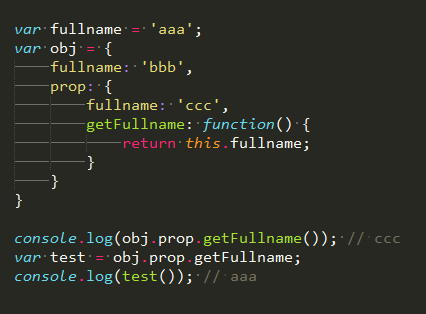 var fullname = 'aaa';
var obj = {
    fullname: 'bbb',
    prop: {
        fullname: 'ccc',
        getFullname: function() {
            return this.fullname;
        }
    }
}

console.log(obj.prop.getFullname()); // ccc
var test = obj.prop.getFullname;
console.log(test()); // aaa